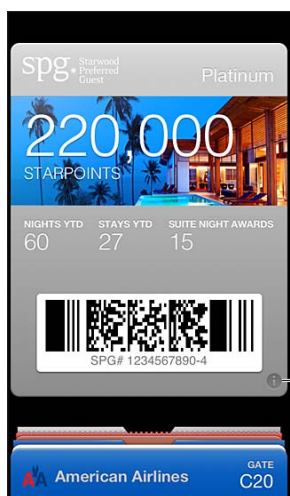 spg. Starwood
Preferred
Guest
Platinum
220,000
STARPOINTS
NIGHTS YTD STAYS YTD SUITE NIGHT AWARDS
60 27 15
SPG# 1234567890-4
i
GATE
AA American Airlines C20